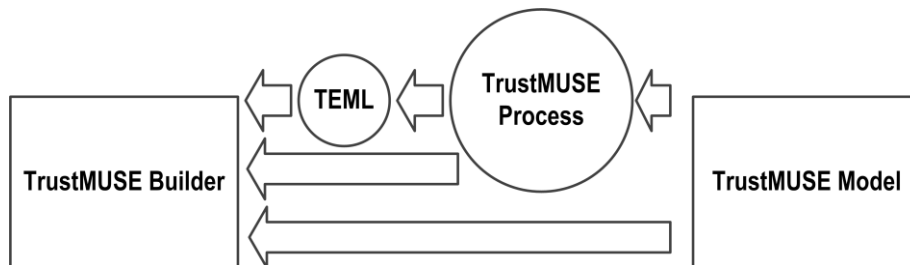 TEML
TrustMUSE
Process
TrustMUSE Builder
TrustMUSE Model